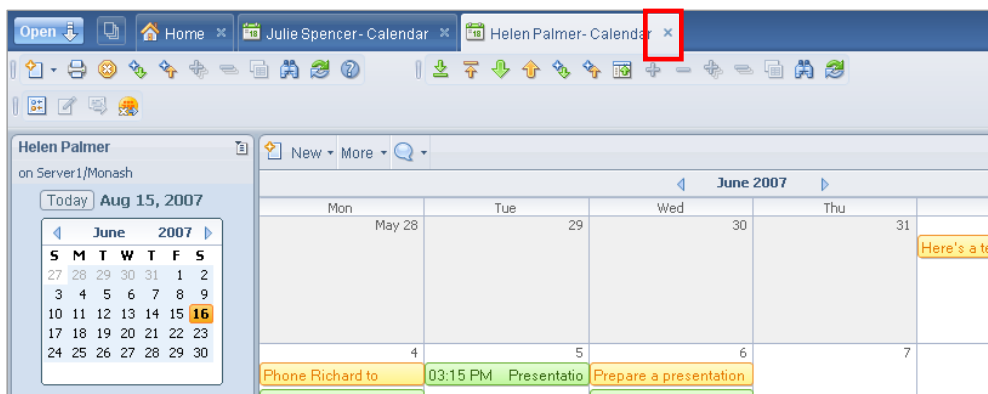 Open Home × Julie Spencer- Calendar × Helen Palmer- Calendar ×
Helen Palmer
on Server1/Monash
Today Aug 15, 2007
June 2007
S M T W T F S
27 28 29 30 31 1 2
3 4 5 6 7 8 9
10 11 12 13 14 15 16
17 18 19 20 21 22 23
24 25 26 27 28 29 30
New More
June 2007
Mon Tue Wed Thu
May 28 29 30 31
Here's a te
4 5 6 7
Phone Richard to 03:15 PM Presentatio Prepare a presentation